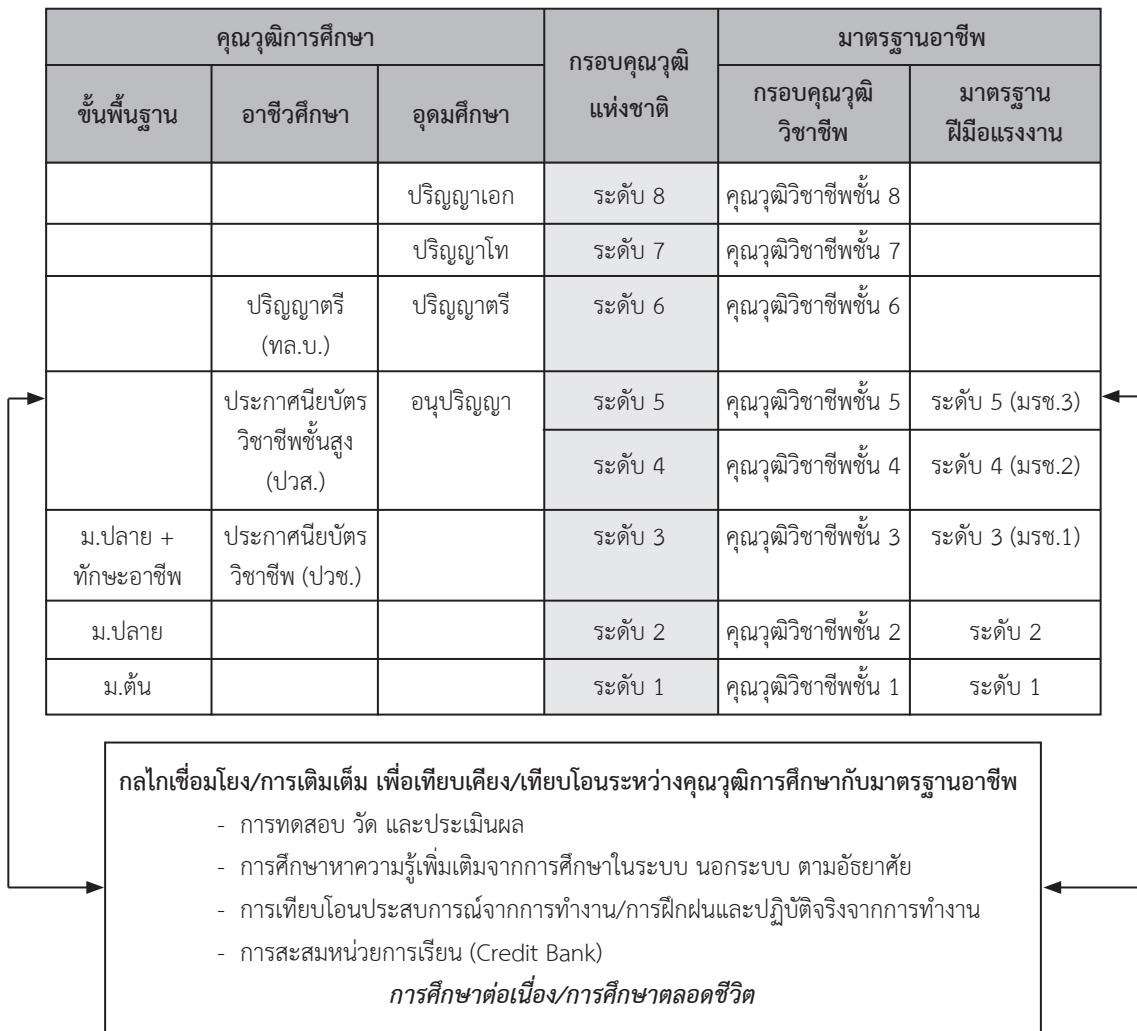 คุณวุฒิการศึกษา กรอบคุณวุฒิแห่งชาติ มาตรฐานอาชีพ
ขั้นพื้นฐาน อาชีวศึกษา อุดมศึกษา กรอบคุณวุฒิวิชาชีพ มาตรฐานฝีมือแรงงาน
ปริญญาเอก ระดับ 8 คุณวุฒิวิชาชีพชั้น 8
ปริญญาโท ระดับ 7 คุณวุฒิวิชาชีพชั้น 7
ปริญญาตรี ปริญญาตรี ระดับ 6 คุณวุฒิวิชาชีพชั้น 6
(ทล.บ.)
ประกาศนียบัตร อนุปริญญา ระดับ 5 คุณวุฒิวิชาชีพชั้น 5 ระดับ 5 (มรช.3)
วิชาชีพชั้นสูง
(ปวส.) ระดับ 4 คุณวุฒิวิชาชีพชั้น 4 ระดับ 4 (มรช.2)
ม.ปลาย + ประกาศนียบัตร ระดับ 3 คุณวุฒิวิชาชีพชั้น 3 ระดับ 3 (มรช.1)
ทักษะอาชีพ วิชาชีพ (ปวช.)
ม.ปลาย ระดับ 2 คุณวุฒิวิชาชีพชั้น 2 ระดับ 2
ม.ต้น ระดับ 1 คุณวุฒิวิชาชีพชั้น 1 ระดับ 1
กลไกเชื่อมโยง/การเติมเต็ม เพื่อเทียบเคียง/เทียบโอนระหว่างคุณวุฒิการศึกษากับมาตรฐานอาชีพ
- การทดสอบ วัด และประเมินผล
- การศึกษาหาความรู้เพิ่มเติมจากการศึกษาในระบบ นอกระบบ ตามอัธยาศัย
- การเทียบโอนประสบการณ์จากการทำงาน/การฝึกฝนและปฏิบัติจริงจากการทำงาน
- การสะสมหน่วยการเรียน (Credit Bank)
การศึกษาต่อเนื่อง/การศึกษาตลอดชีวิต